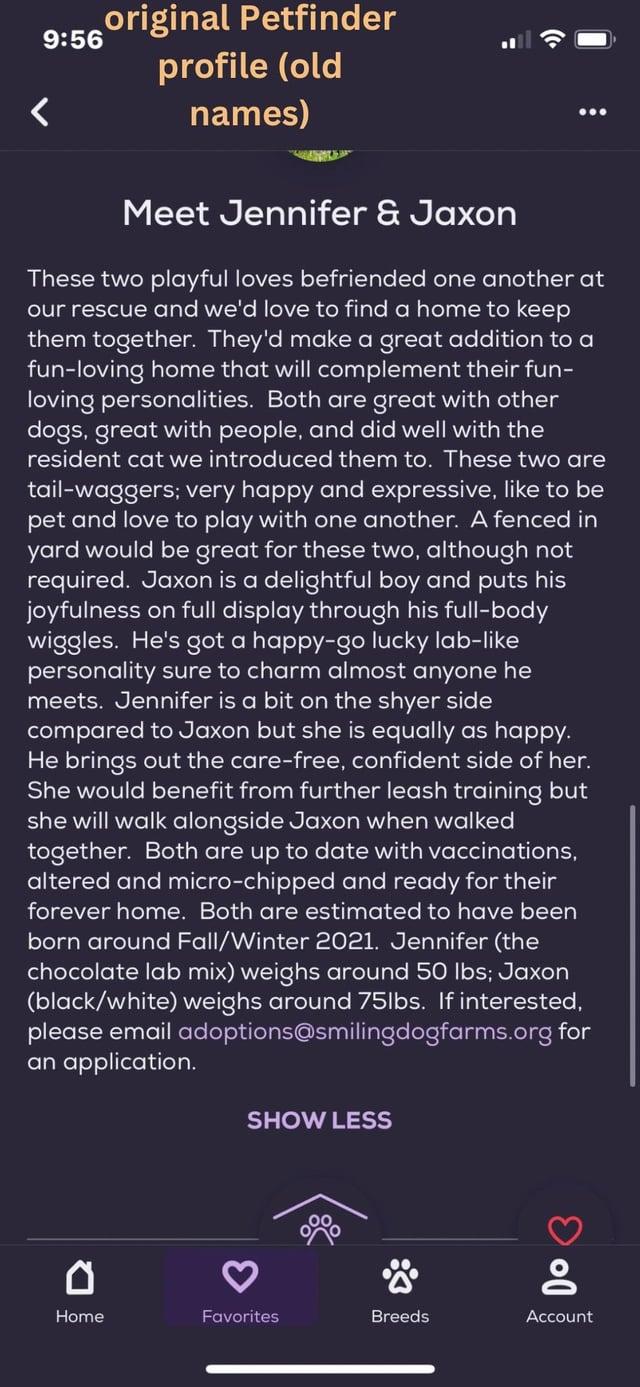 original Petfinder
9:56
profile (old
names)
Meet Jennifer & Jaxon
These two playful loves befriended one another at
our rescue and we'd love to find a home to keep
them together.  They'd make a great addition to a
fun-loving home that will complement their fun-
loving personalities.  Both are great with other
dogs, great with people, and did well with the
resident cat we introduced them to.  These two are
tail-waggers; very happy and expressive, like to be
pet and love to play with one another.  A fenced in
yard would be great for these two, although not
required.  Jaxon is a delightful boy and puts his
joyfulness on full display through his full-body
wiggles.  He's got a happy-go lucky lab-like
personality sure to charm almost anyone he
meets.  Jennifer is a bit on the shyer side
compared to Jaxon but she is equally as happy.
He brings out the care-free, confident side of her.
She would benefit from further leash training but
she will walk alongside Jaxon when walked
together.  Both are up to date with vaccinations,
altered and micro-chipped and ready for their
forever home.  Both are estimated to have been
born around Fall/Winter 2021.  Jennifer (the
chocolate lab mix) weighs around 50 lbs; Jaxon
(black/white) weighs around 75lbs.  If interested,
please email adoptions@smilingdogfarms.org for
an application.
SHOW LESS
Home Favorites Breeds Account